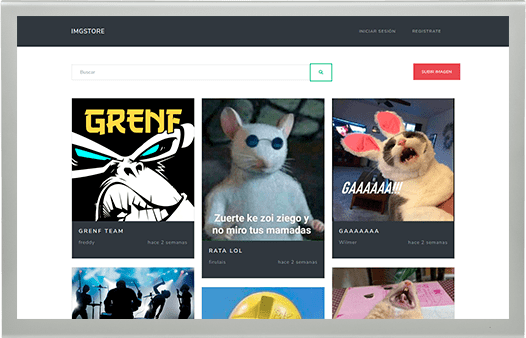 IMGSTORE
INICIAR SESIÓN
REGISTRATE
Buscar
SUBIR IMAGEN
GRENF
Zuerte ke zoi ziego y
no miro tus mamadas
GAAAAAA!!!
GRENF TEAM
freddy
hace 2 semanas
RATA LOL
hace 2 semanas
GAAAAAAA
Wilmer
hace 2 semanas